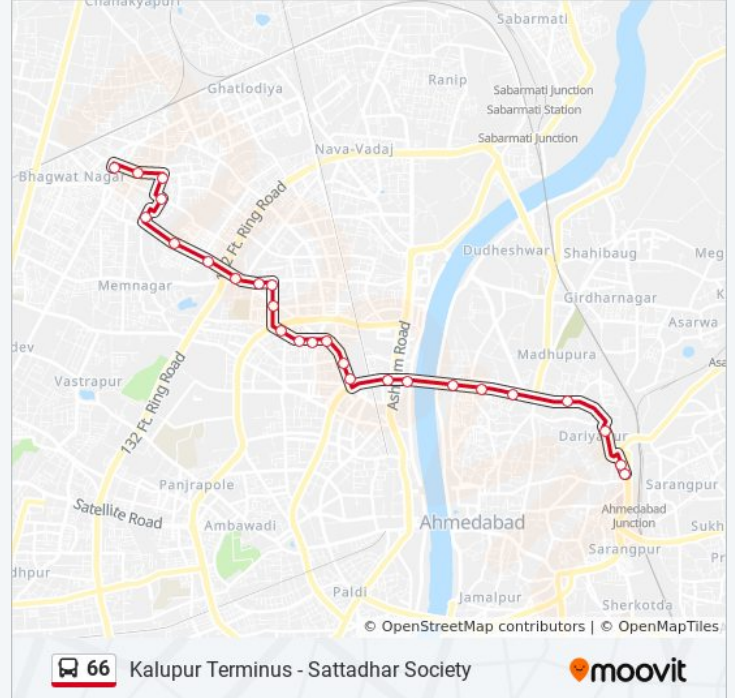 Chanakyapuri
Sabarmati
Ranip
Ghatlodiya
Sabarmati Junction
Sabarmati Station
Sabarmati Junction
Nava-Vadaj
Bhagwat Nagar
Ft. Ring Road
Dudheshwar
Shahibaug
Meg
Memnagar
Girdharnagar
K
Asarwa
dev
Ashram Road
Madhupura
Asa
Vastrapur
132 Ft. Ring Road
Dariyapur
Panjrapole
Sarangpur
Satellite Road
Ahmedabad
Junction
Ambawadi
Ahmedabad
Sukh
Sarangpur
Pr
dhpur
Paldi
Jamalpur
Sherkotda
© OpenStreetMap contributors | © OpenMapTiles
66 Kalupur Terminus - Sattadhar Society
moovit